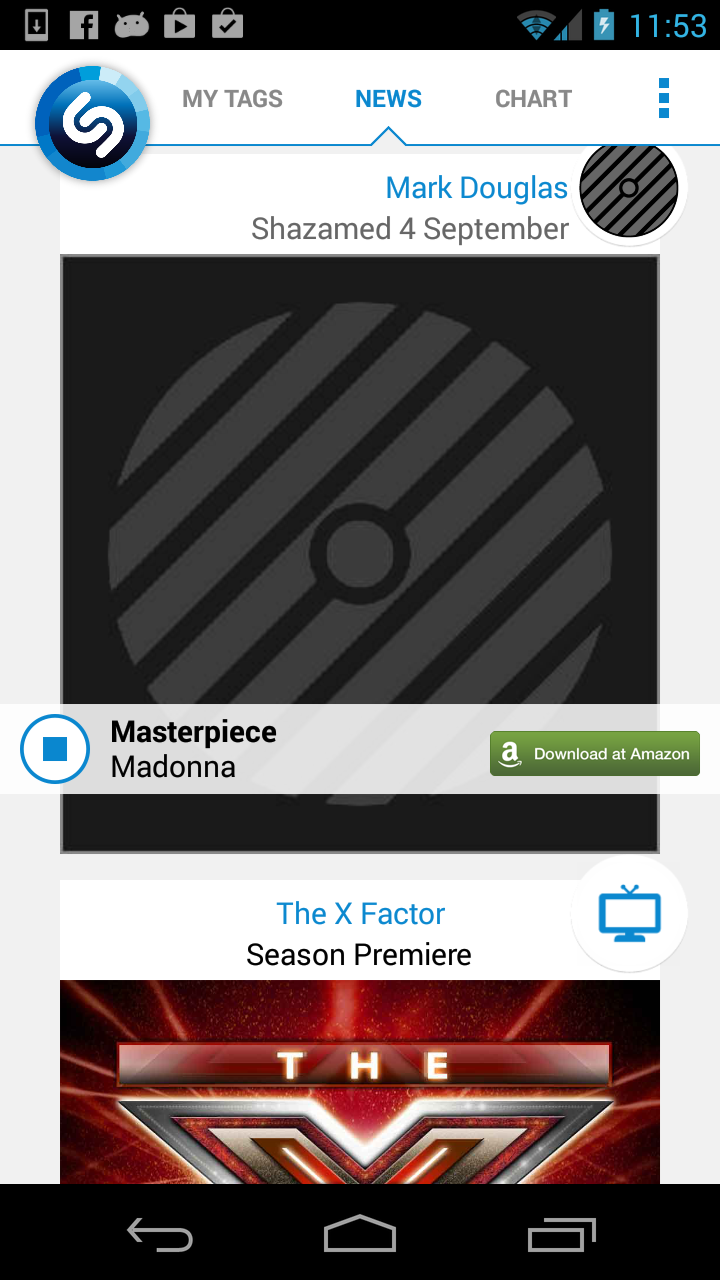 11:53
MY TAGS NEWS CHART
Mark Douglas
Shazamed 4 September
Masterpiece
Madonna
a Download at Amazon
The X Factor
Season Premiere
THE
X